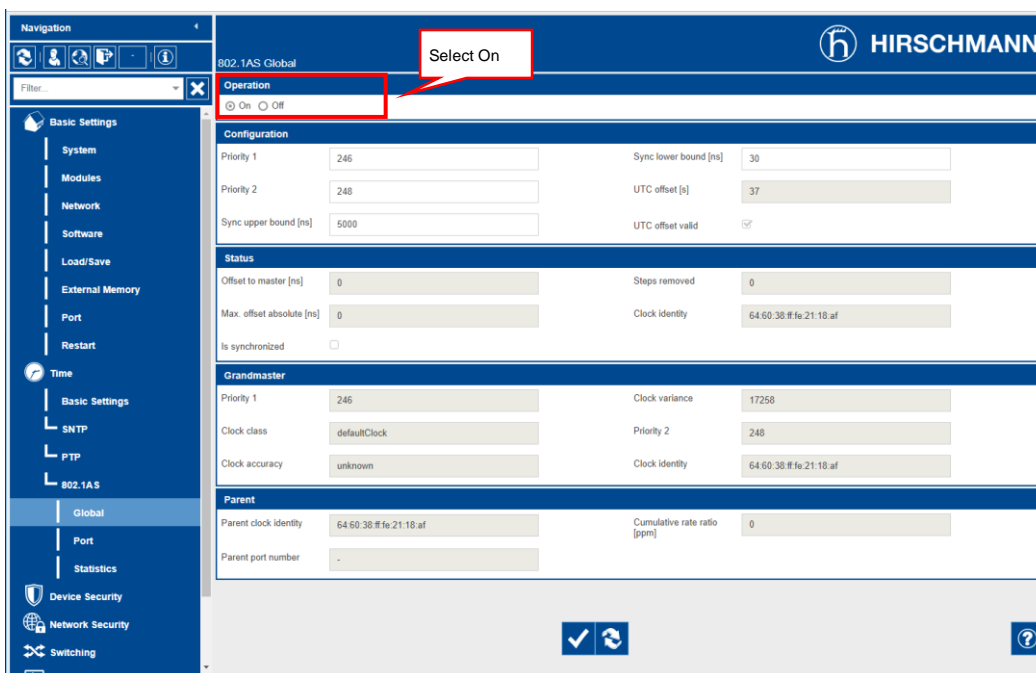 Navigation
Filter...
Basic Settings
System
Modules
Network
Software
Load/Save
External Memory
Port
Restart
Time
Basic Settings
SNTP
PTP
802.1AS
Global
Port
Statistics
Device Security
Network Security
Switching
802.1AS Global
Select On
HIRSCHMANN
Operation
On Off
Configuration
Priority 1 246 Sync lower bound [ns] 30
Priority 2 248 UTC offset [s] 37
Sync upper bound [ns] 5000 UTC offset valid
Status
Offset to master [ns] 0 Steps removed 0
Max. offset absolute [ns] 0 Clock identity 64:60:38:ff:fe:21:18:af
Is synchronized
Grandmaster
Priority 1 246 Clock variance 17258
Clock class defaultClock Priority 2 248
Clock accuracy unknown Clock identity 64:60:38:ff:fe:21:18:af
Parent
Parent clock identity 64:60:38:ff:fe:21:18:af Cumulative rate ratio [ppm] 0
Parent port number -